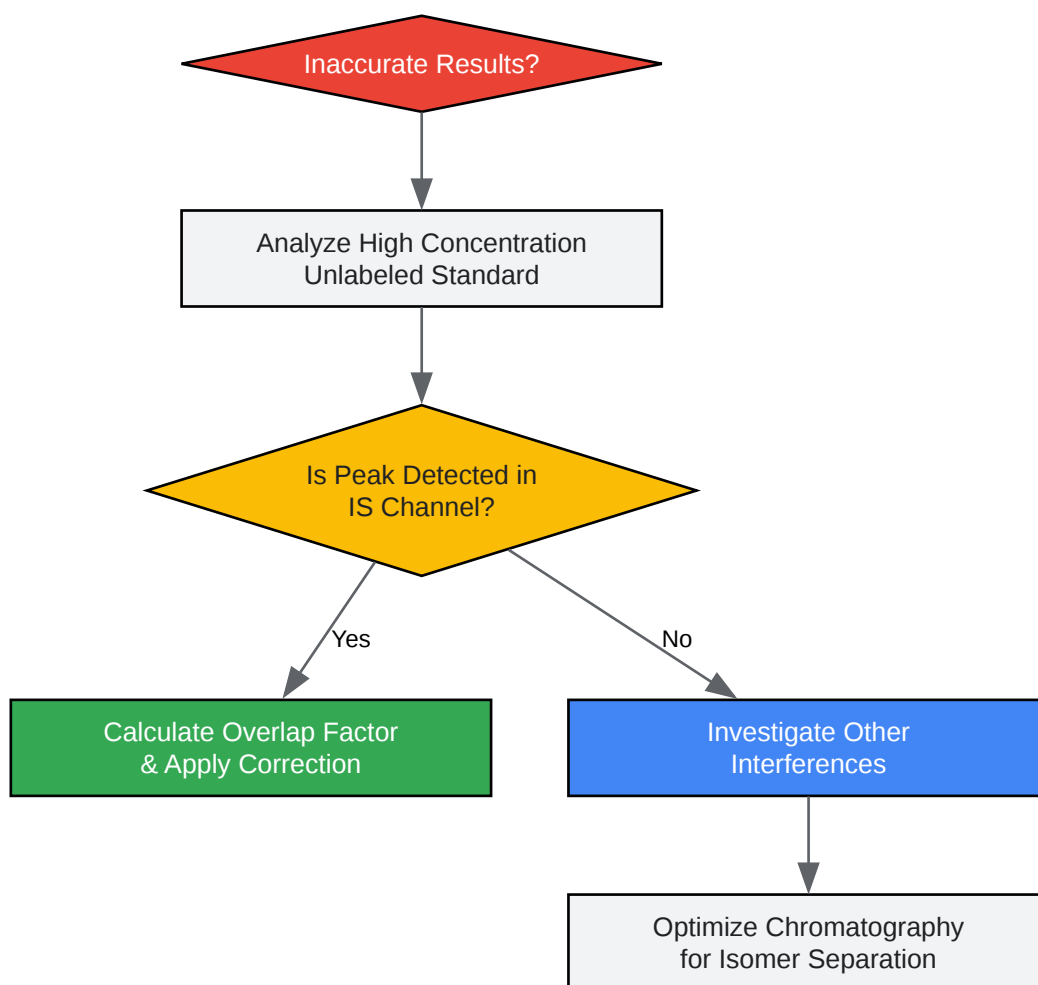 Inaccurate Results?
Analyze High Concentration
Unlabeled Standard
Is Peak Detected in
IS Channel?
Yes
No
Calculate Overlap Factor
& Apply Correction
Investigate Other
Interferences
Optimize Chromatography
for Isomer Separation